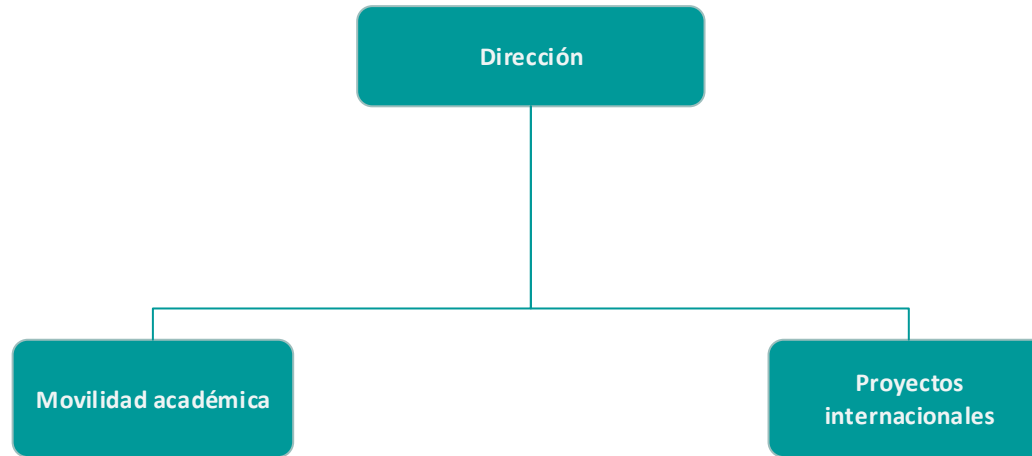 Dirección
Movilidad académica
Proyectos
internacionales